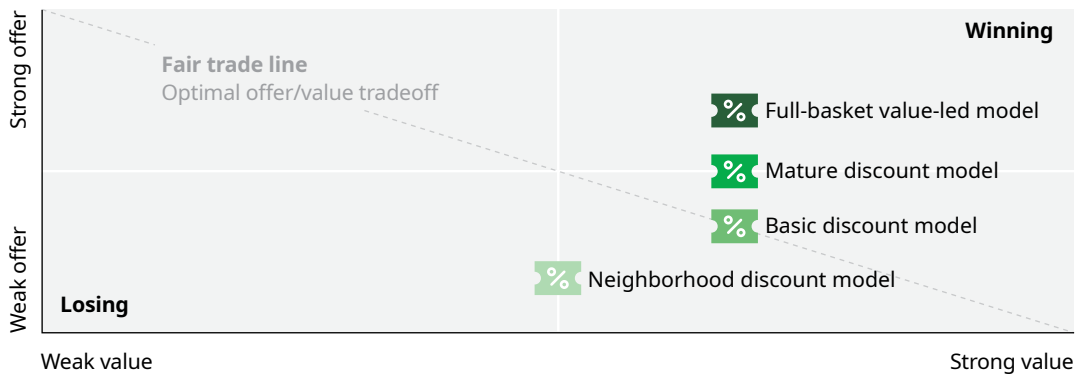 Strong offer
Winning
Fair trade line
Optimal offer/value tradeoff
% Full-basket value-led model
% Mature discount model
% Basic discount model
Weak offer
% Neighborhood discount model
Losing
Weak value
Strong value